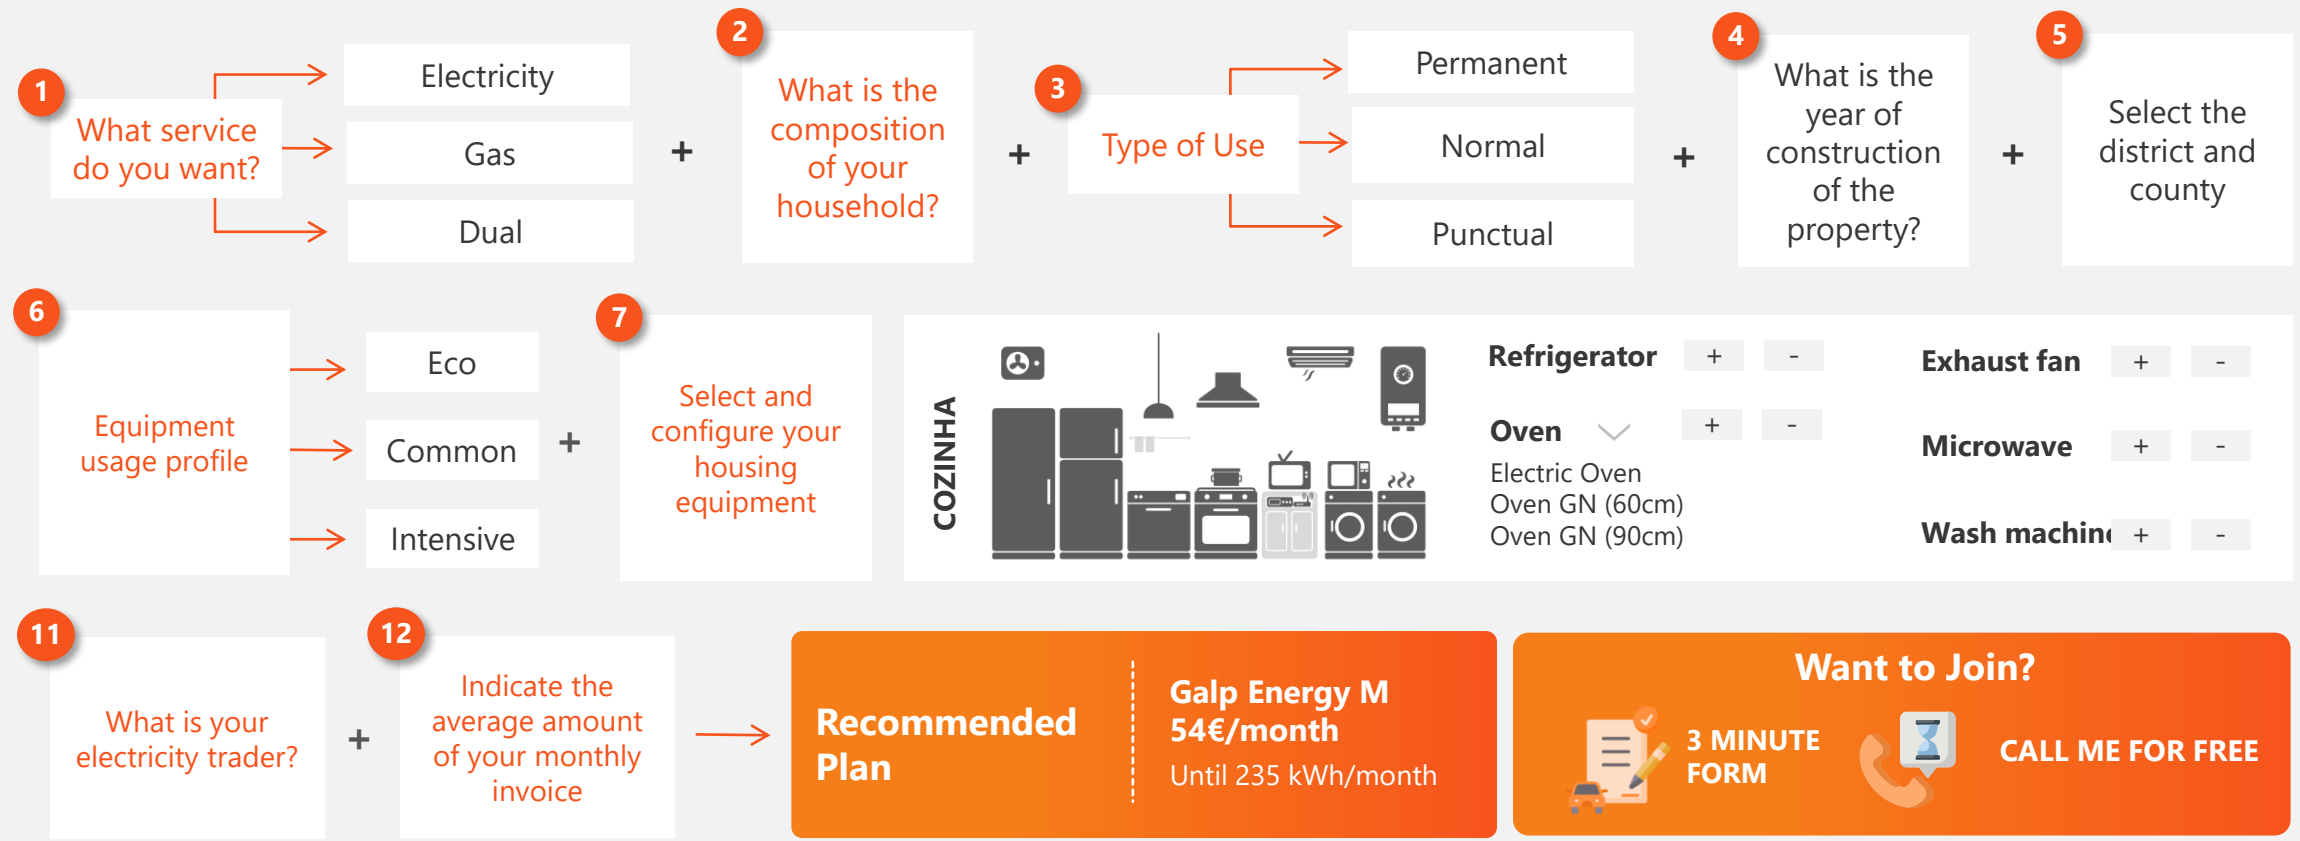 1
What service
do you want?
Electricity
Gas
Dual
+
2
What is the
composition
of your
household?
+
3
Type of Use
Permanent
Normal
Punctual
+
4
What is the
year of
construction
of the
property?
+
5
Select the
district and
county
6
Equipment
usage profile
Eco
Common
Intensive
+
7
Select and
configure your
housing
equipment
COZINHA
Refrigerator + -
Oven + -
Electric Oven
Oven GN (60cm)
Oven GN (90cm)
Exhaust fan + -
Microwave + -
Wash machine + -
11
What is your
electricity trader?
+
12
Indicate the
average amount
of your monthly
invoice
Recommended
Plan
Galp Energy M
54€/month
Until 235 kWh/month
Want to Join?
3 MINUTE
FORM
CALL ME FOR FREE